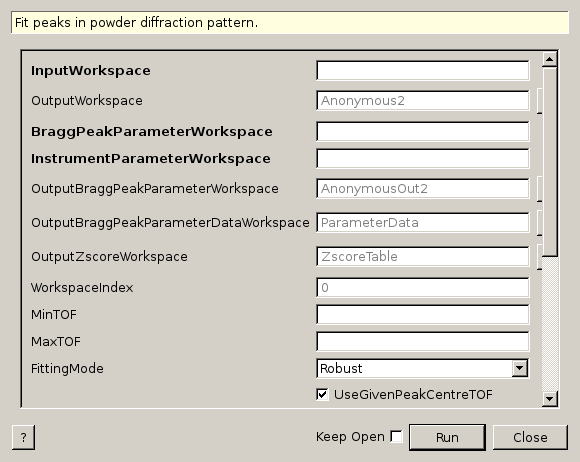 Fit peaks in powder diffraction pattern.
InputWorkspace
OutputWorkspace Anonymous2
BraggPeakParameterWorkspace
InstrumentParameterWorkspace
OutputBraggPeakParameterWorkspace AnonymousOut2
OutputBraggPeakParameterDataWorkspace ParameterData
OutputZscoreWorkspace ZscoreTable
WorkspaceIndex 0
MinTOF
MaxTOF
FittingMode Robust
UseGivenPeakCentreTOF
? Keep Open Run Close